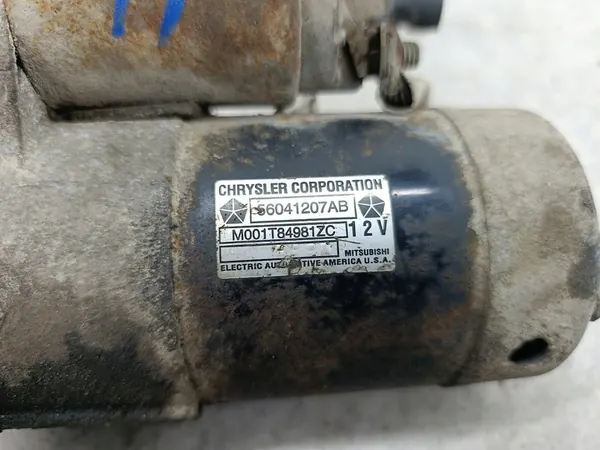 CHRYSLER CORPORATION
56041207AB
M001T84981ZC 12V
MITSUBISHI
ELECTRIC AUTOMOTIVE AMERICA U.S.A.